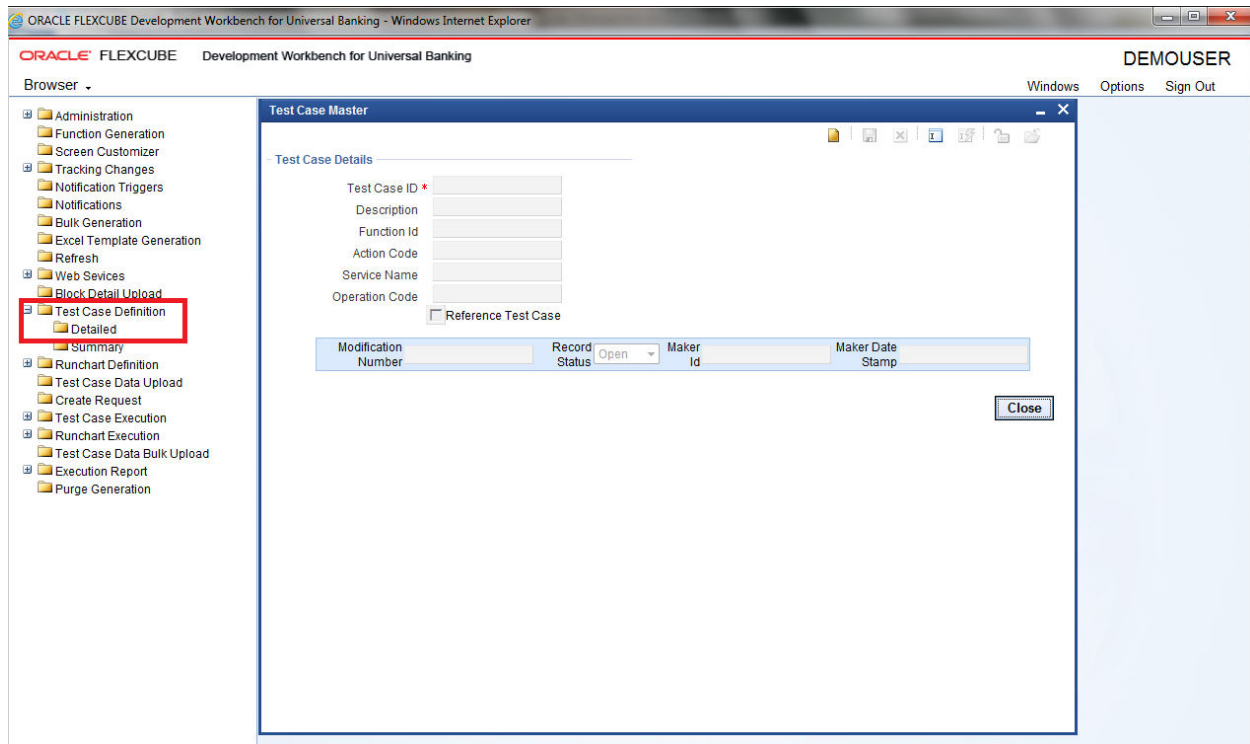 ORACLE FLEXCUBE Development Workbench for Universal Banking - Windows Internet Explorer
ORACLE FLEXCUBE Development Workbench for Universal Banking
DEMOUSER
Browser
Windows Options Sign Out
Administration
Function Generation
Screen Customizer
Tracking Changes
Notification Triggers
Notifications
Bulk Generation
Excel Template Generation
Refresh
Web Sevices
Block Detail Upload
Test Case Definition
Detailed
Summary
Runchart Definition
Test Case Data Upload
Create Request
Test Case Execution
Runchart Execution
Test Case Data Bulk Upload
Execution Report
Purge Generation
Test Case Master
Test Case Details
Test Case ID *
Description
Function Id
Action Code
Service Name
Operation Code
Reference Test Case
Modification Number
Record Status Open
Maker Id
Maker Date Stamp
Close